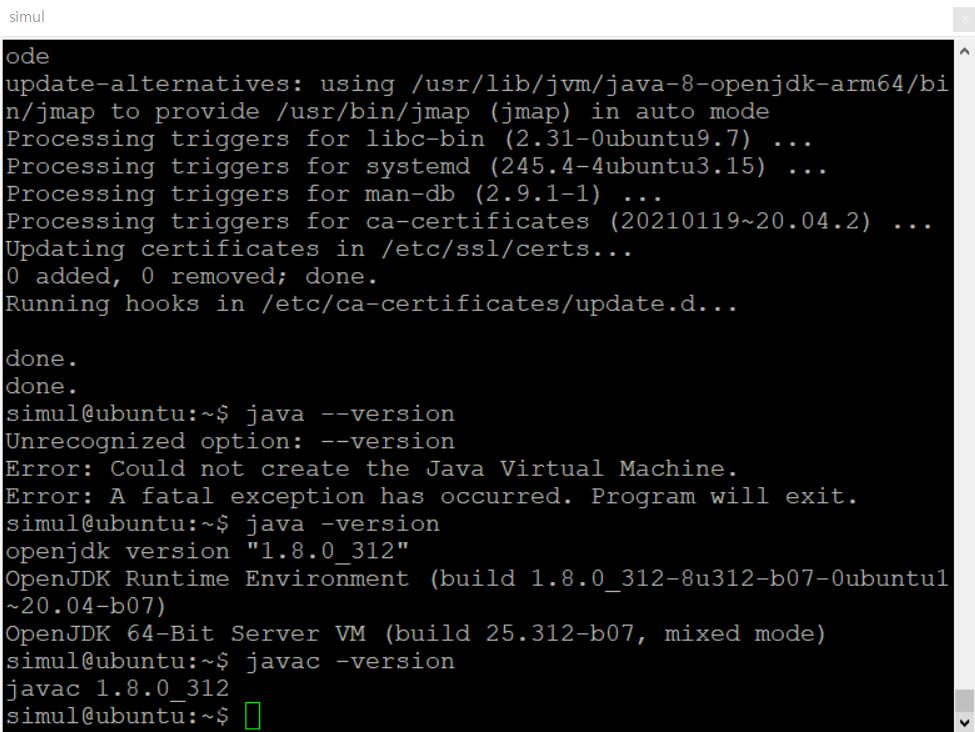 simul
ode
update-alternatives: using /usr/lib/jvm/java-8-openjdk-arm64/bi
n/jmap to provide /usr/bin/jmap (jmap) in auto mode
Processing triggers for libc-bin (2.31-0ubuntu9.7) ...
Processing triggers for systemd (245.4-4ubuntu3.15) ...
Processing triggers for man-db (2.9.1-1) ...
Processing triggers for ca-certificates (20210119~20.04.2) ...
Updating certificates in /etc/ssl/certs...
0 added, 0 removed; done.
Running hooks in /etc/ca-certificates/update.d...
done.
done.
simul@ubuntu:~$ java --version
Unrecognized option: --version
Error: Could not create the Java Virtual Machine.
Error: A fatal exception has occurred. Program will exit.
simul@ubuntu:~$ java -version
openjdk version "1.8.0_312"
OpenJDK Runtime Environment (build 1.8.0_312-8u312-b07-0ubuntu1
~20.04-b07)
OpenJDK 64-Bit Server VM (build 25.312-b07, mixed mode)
simul@ubuntu:~$ javac -version
javac 1.8.0_312
simul@ubuntu:~$